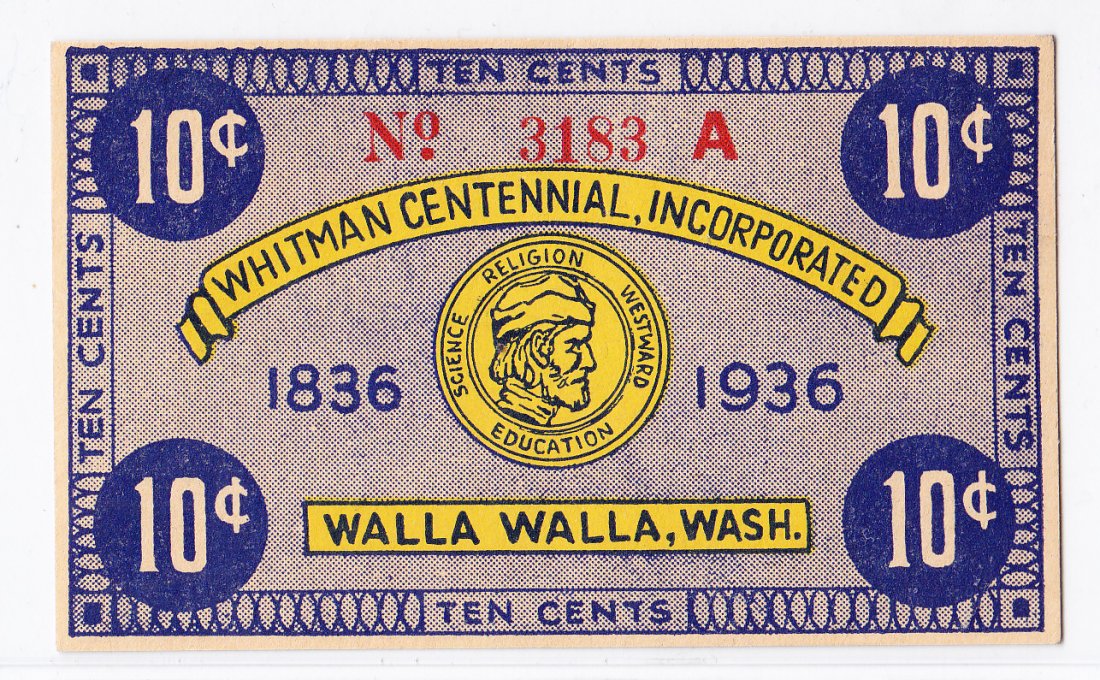 TEN CENTS
10¢ 10¢
Nº 3183 A
WHITMAN CENTENNIAL, INCORPORATED
TEN CENTS
TEN CENTS
RELIGION
SCIENCE
WESTWARD
EDUCATION
1836 1936
10¢ 10¢
WALLA WALLA, WASH.
TEN CENTS